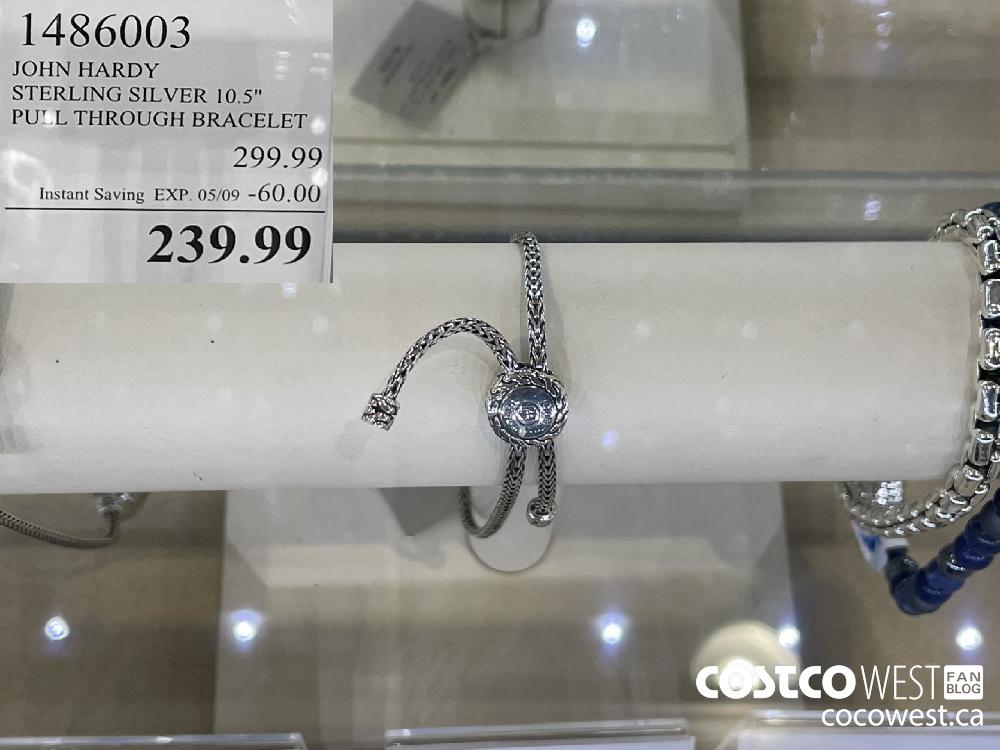 1486003
JOHN HARDY
STERLING SILVER 10.5"
PULL THROUGH BRACELET
299.99
Instant Saving EXP. 05/09 -60.00
239.99
COSTCO WEST FAN BLOG
cocowest.ca